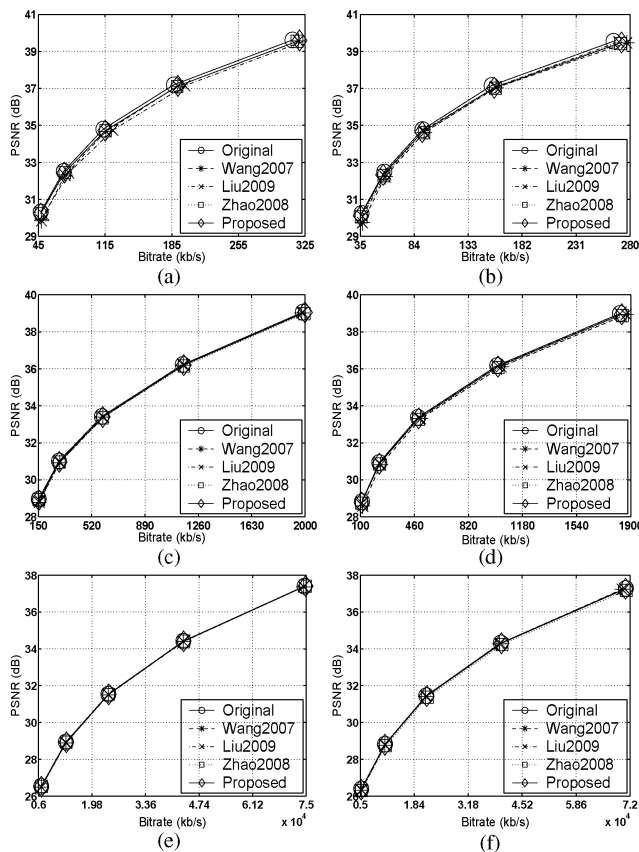 41
39
37
35
33
31
29
PSNR (dB)
Original
Wang2007
Liu2009
Zhao2008
Proposed
45 115 185 255 325
Bitrate (kb/s)
(a)
41
39
37
35
33
31
29
PSNR (dB)
Original
Wang2007
Liu2009
Zhao2008
Proposed
35 84 133 182 231 280
Bitrate (kb/s)
(b)
40
38
36
34
32
30
28
PSNR (dB)
Original
Wang2007
Liu2009
Zhao2008
Proposed
150 520 890 1260 1630 2000
Bitrate (kb/s)
(c)
40
38
36
34
32
30
28
PSNR (dB)
Original
Wang2007
Liu2009
Zhao2008
Proposed
100 460 820 1180 1540 1900
Bitrate (kb/s)
(d)
38
36
34
32
30
28
26
PSNR (dB)
Original
Wang2007
Liu2009
Zhao2008
Proposed
0.6 1.98 3.36 4.74 6.12 7.5
Bitrate (kb/s) x 10^4
(e)
38
36
34
32
30
28
26
PSNR (dB)
Original
Wang2007
Liu2009
Zhao2008
Proposed
0.5 1.84 3.18 4.52 5.86 7.2
Bitrate (kb/s) x 10^4
(f)